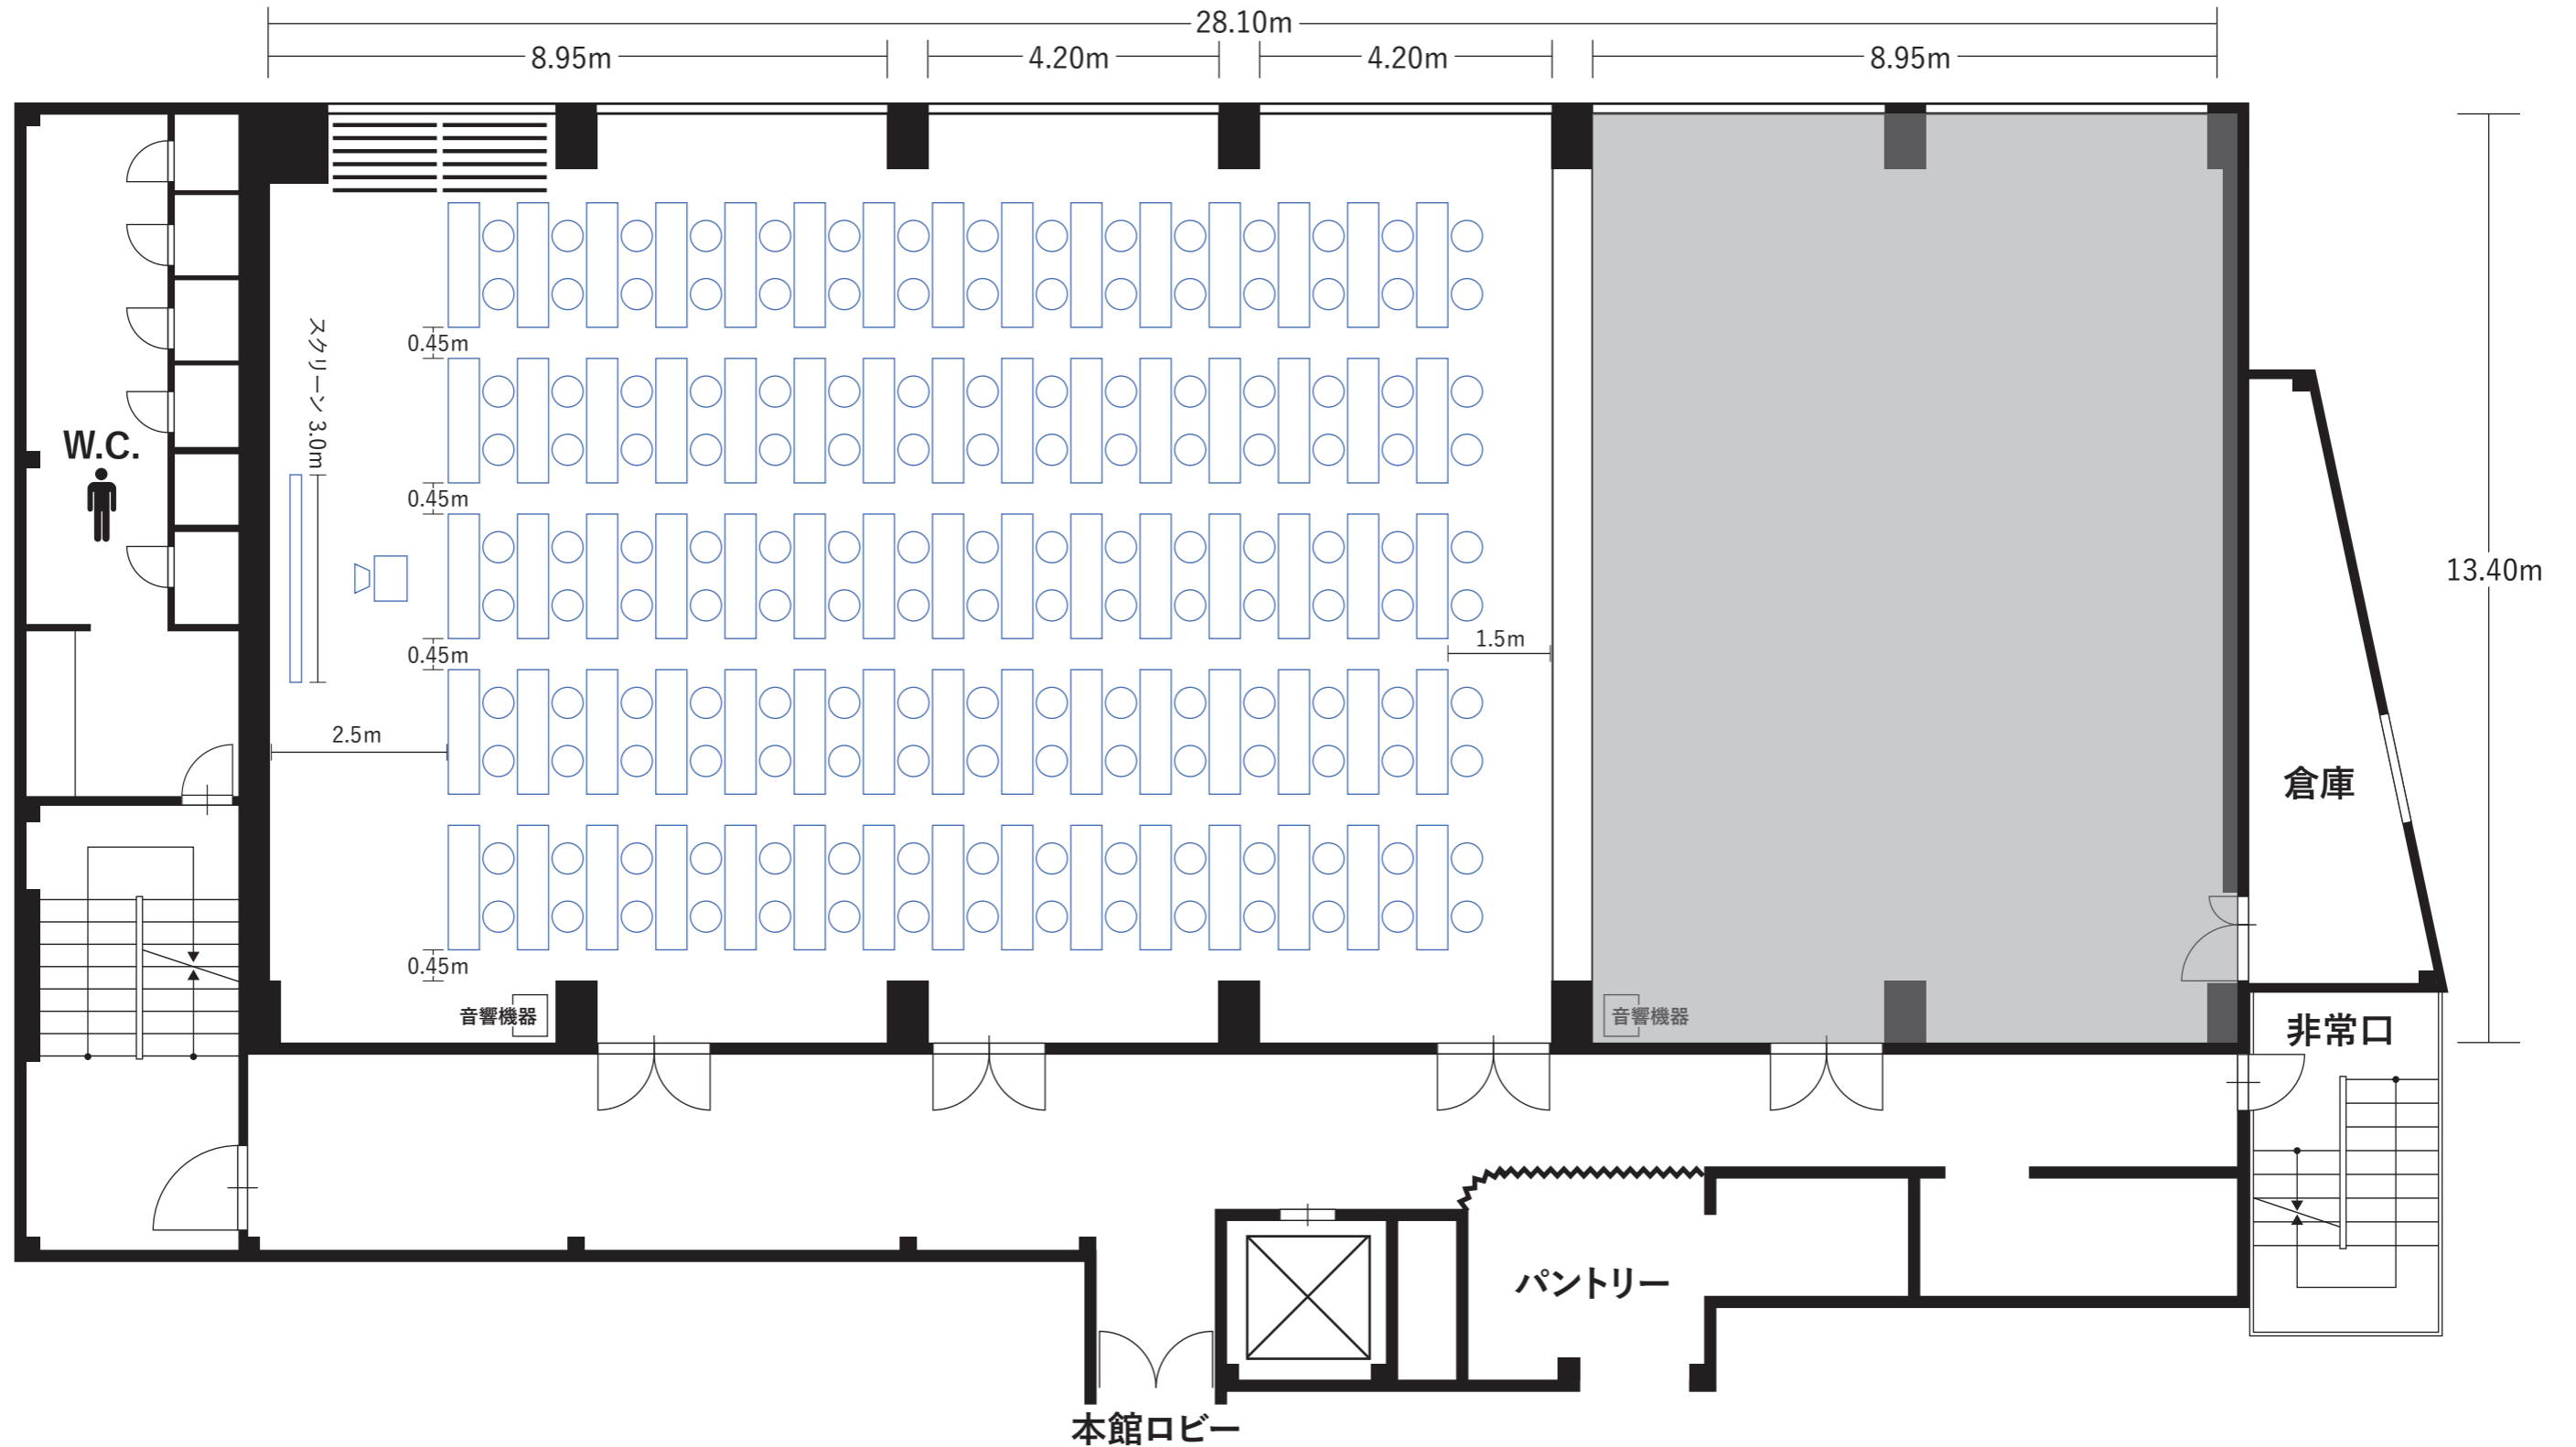 28.10m
8.95m
4.20m
4.20m
8.95m
スクリーン 3.0m
0.45m
W.C.
0.45m
13.40m
0.45m
1.5m
2.5m
倉庫
0.45m
音響機器
音響機器
非常口
パントリー
本館ロビー